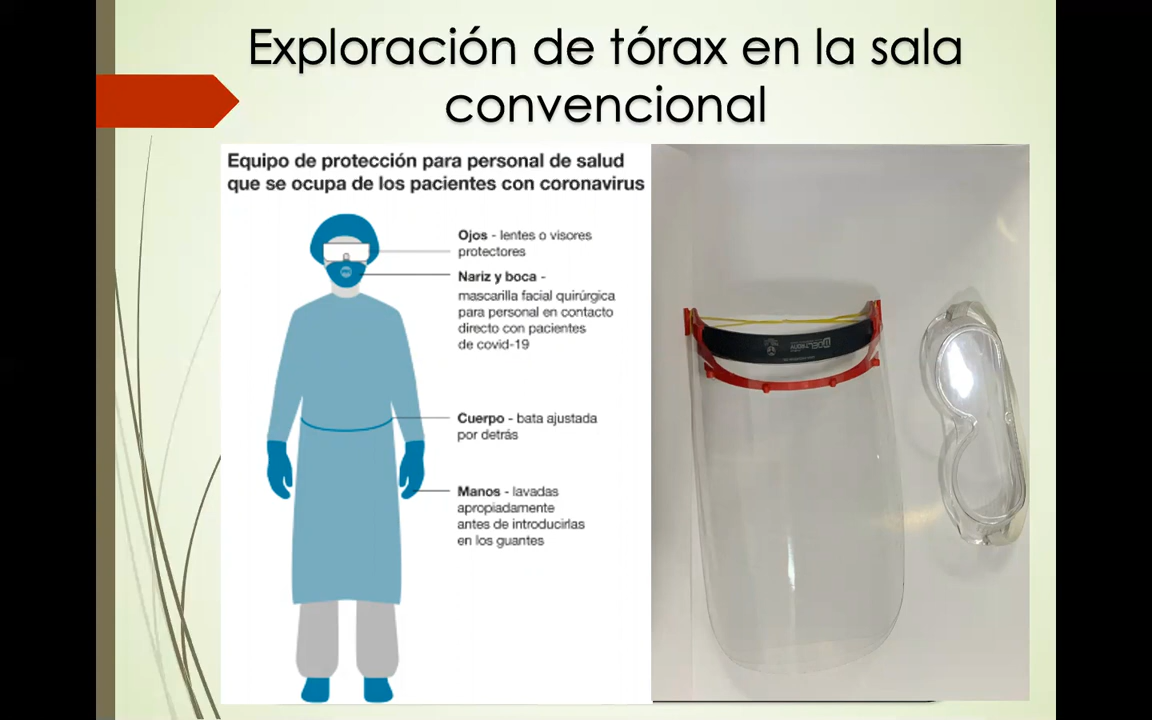 Exploración de tórax en la sala
convencional
Equipo de protección para personal de salud
que se ocupa de los pacientes con coronavirus
Ojos - lentes o visores
protectores
Nariz y boca -
mascarilla facial quirúrgica
para personal en contacto
directo con pacientes
de covid-19
Cuerpo - bata ajustada
por detrás
Manos - lavadas
apropiadamente
antes de introducirlas
en los guantes